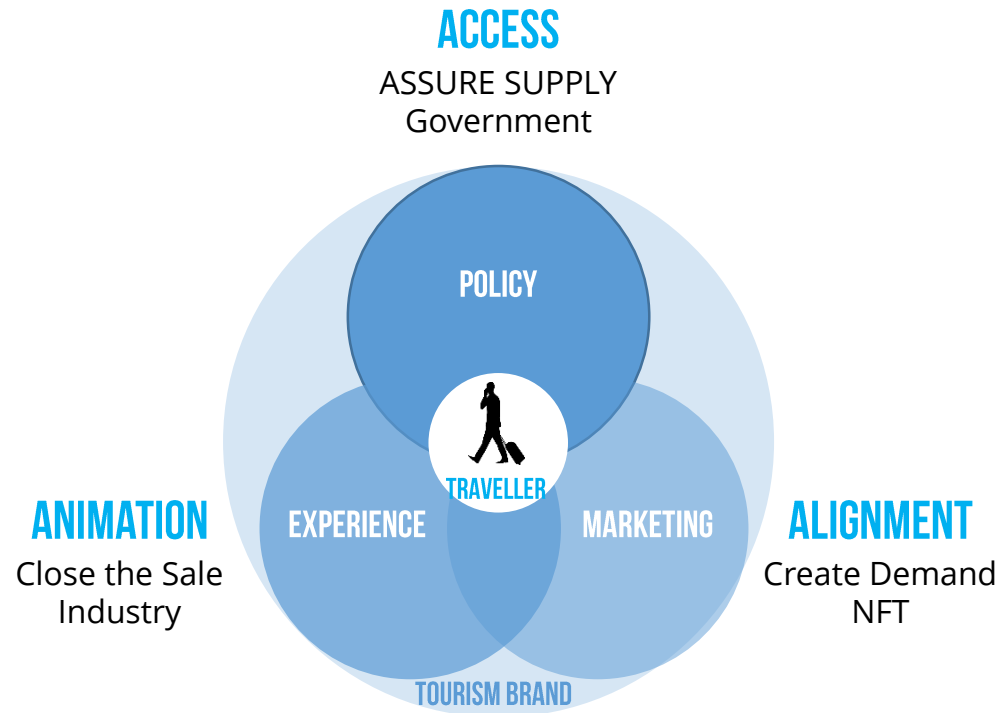 ACCESS
ASSURE SUPPLY
Government
POLICY
TRAVELLER
ANIMATION
Close the Sale
Industry
EXPERIENCE
MARKETING
ALIGNMENT
Create Demand
NFT
TOURISM BRAND